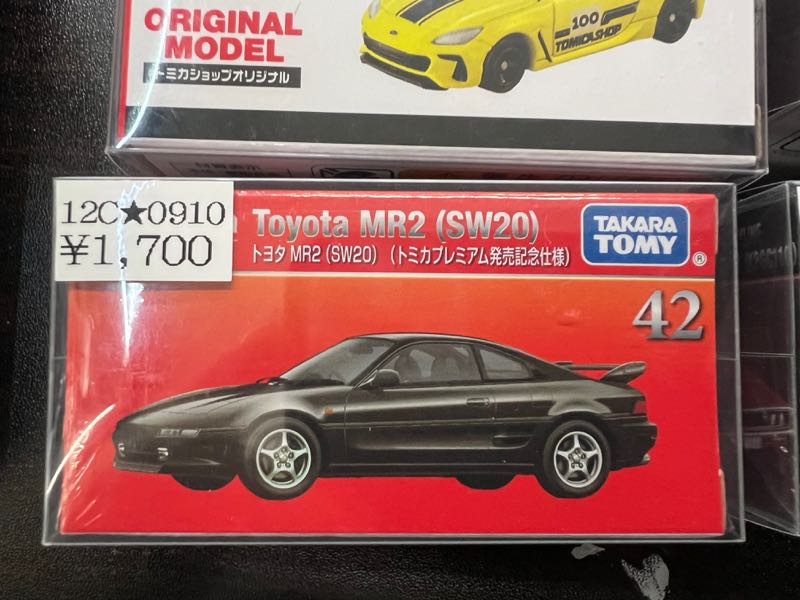 ORIGINAL
MODEL
トミカショップオリジナル
100
TOMICASHOP
12C★0910
¥1,700
a Toyota MR2 (SW20)
トヨタ MR2 (SW20) (トミカプレミアム発売記念仕様)
TAKARA
TOMY
®
42